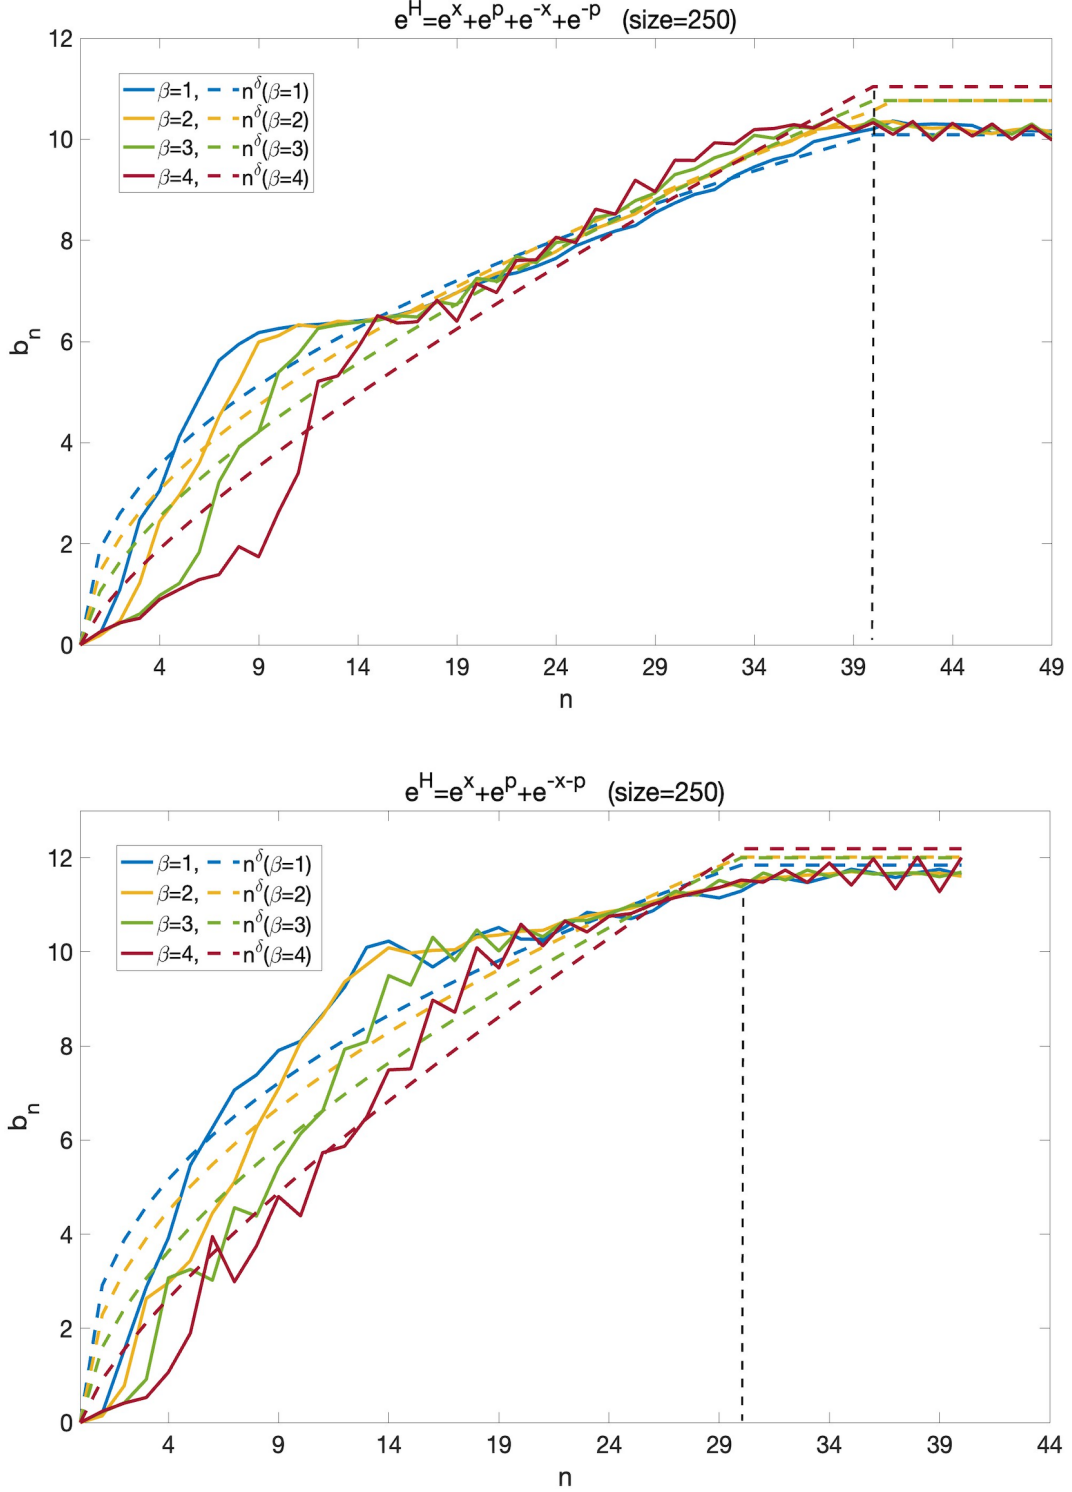 e^H=e^x+e^p+e^-x+e^-p (size=250)
12
10
8
6
4
2
0
b_n
β=1, n^δ(β=1)
β=2, n^δ(β=2)
β=3, n^δ(β=3)
β=4, n^δ(β=4)
4 9 14 19 24 29 34 39 44 49
n
e^H=e^x+e^p+e^-x-p (size=250)
12
10
8
6
4
2
0
b_n
β=1, n^δ(β=1)
β=2, n^δ(β=2)
β=3, n^δ(β=3)
β=4, n^δ(β=4)
4 9 14 19 24 29 34 39 44
n